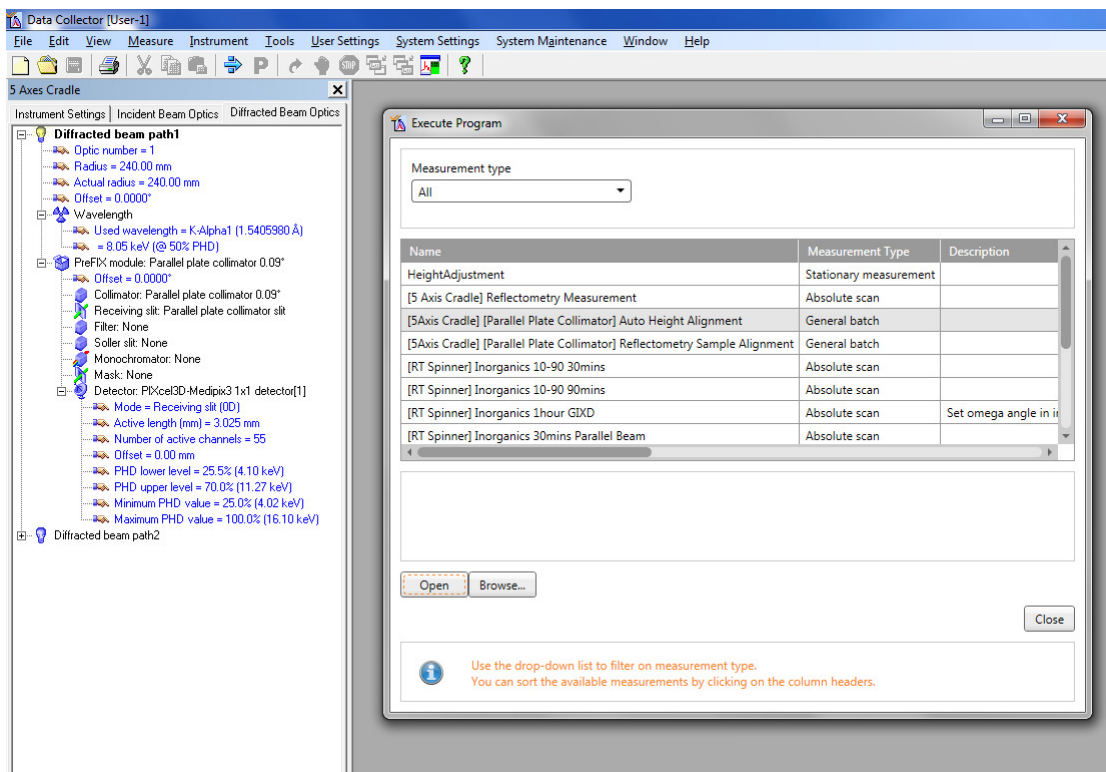 Data Collector [User-1]
File Edit View Measure Instrument Tools User Settings System Settings System Maintenance Window Help
P STOP ?
5 Axes Cradle
Instrument Settings Incident Beam Optics Diffracted Beam Optics
Diffracted beam path1
Optic number = 1
Radius = 240.00 mm
Actual radius = 240.00 mm
Offset = 0.0000°
Wavelength
Used wavelength = K-Alpha1 (1.5405980 Å)
= 8.05 keV (@ 50% PHD)
PreFIX module: Parallel plate collimator 0.09°
Offset = 0.0000°
Collimator: Parallel plate collimator 0.09°
Receiving slit: Parallel plate collimator slit
Filter: None
Soller slit: None
Monochromator: None
Mask: None
Detector: PIXcel3D-Medipix3 1x1 detector[1]
Mode = Receiving slit (0D)
Active length (mm) = 3.025 mm
Number of active channels = 55
Offset = 0.00 mm
PHD lower level = 25.5% (4.10 keV)
PHD upper level = 70.0% (11.27 keV)
Minimum PHD value = 25.0% (4.02 keV)
Maximum PHD value = 100.0% (16.10 keV)
Diffracted beam path2
Execute Program
Measurement type
All
Name Measurement Type Description
HeightAdjustment Stationary measurement
[5 Axis Cradle] Reflectometry Measurement Absolute scan
[5Axis Cradle] [Parallel Plate Collimator] Auto Height Alignment General batch
[5Axis Cradle] [Parallel Plate Collimator] Reflectometry Sample Alignment General batch
[RT Spinner] Inorganics 10-90 30mins Absolute scan
[RT Spinner] Inorganics 10-90 90mins Absolute scan
[RT Spinner] Inorganics 1hour GIXD Absolute scan Set omega angle in i
[RT Spinner] Inorganics 30mins Parallel Beam Absolute scan
Open Browse...
Close
Use the drop-down list to filter on measurement type.
You can sort the available measurements by clicking on the column headers.